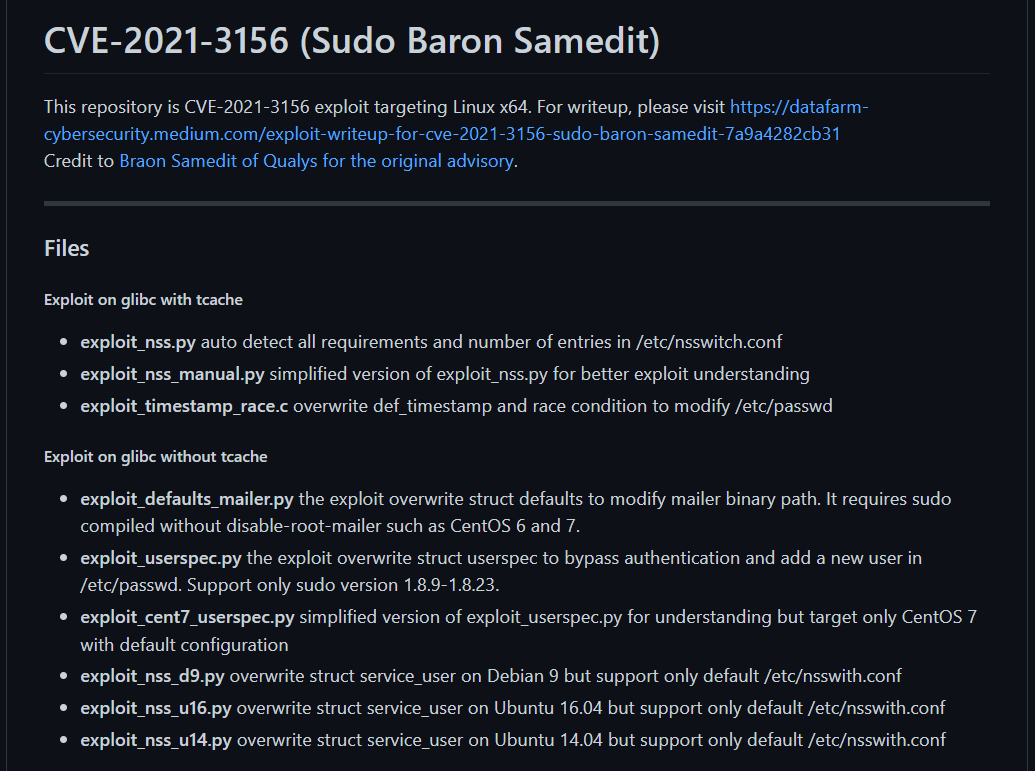 CVE-2021-3156 (Sudo Baron Samedit)
This repository is CVE-2021-3156 exploit targeting Linux x64. For writeup, please visit https://datafarm-
cybersecurity.medium.com/exploit-writeup-for-cve-2021-3156-sudo-baron-samedit-7a9a4282cb31
Credit to Braon Samedit of Qualys for the original advisory.
Files
Exploit on glibc with tcache
• exploit_nss.py auto detect all requirements and number of entries in /etc/nsswitch.conf
• exploit_nss_manual.py simplified version of exploit_nss.py for better exploit understanding
• exploit_timestamp_race.c overwrite def_timestamp and race condition to modify /etc/passwd
Exploit on glibc without tcache
• exploit_defaults_mailer.py the exploit overwrite struct defaults to modify mailer binary path. It requires sudo
compiled without disable-root-mailer such as CentOS 6 and 7.
• exploit_userspec.py the exploit overwrite struct userspec to bypass authentication and add a new user in
/etc/passwd. Support only sudo version 1.8.9-1.8.23.
• exploit_cent7_userspec.py simplified version of exploit_userspec.py for understanding but target only CentOS 7
with default configuration
• exploit_nss_d9.py overwrite struct service_user on Debian 9 but support only default /etc/nsswith.conf
• exploit_nss_u16.py overwrite struct service_user on Ubuntu 16.04 but support only default /etc/nsswith.conf
• exploit_nss_u14.py overwrite struct service_user on Ubuntu 14.04 but support only default /etc/nsswith.conf